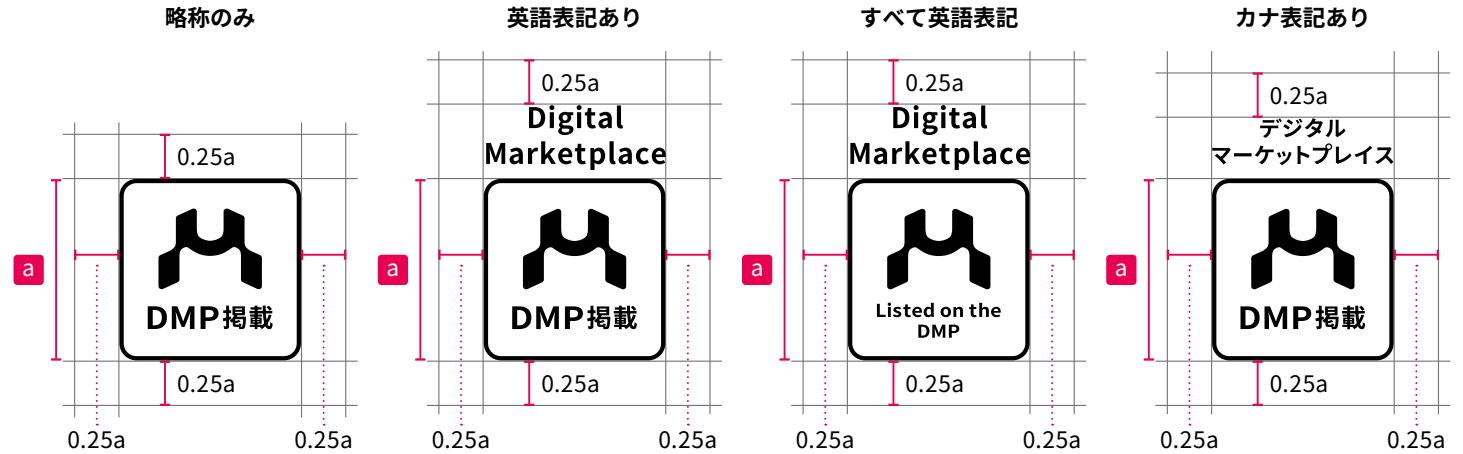 略称のみ
0.25a
a
DMP掲載
0.25a
0.25a
0.25a
英語表記あり
0.25a
Digital
Marketplace
a
DMP掲載
0.25a
0.25a
0.25a
すべて英語表記
0.25a
Digital
Marketplace
a
Listed on the
DMP
0.25a
0.25a
0.25a
カナ表記あり
0.25a
デジタル
マーケットプレイス
a
DMP掲載
0.25a
0.25a
0.25a